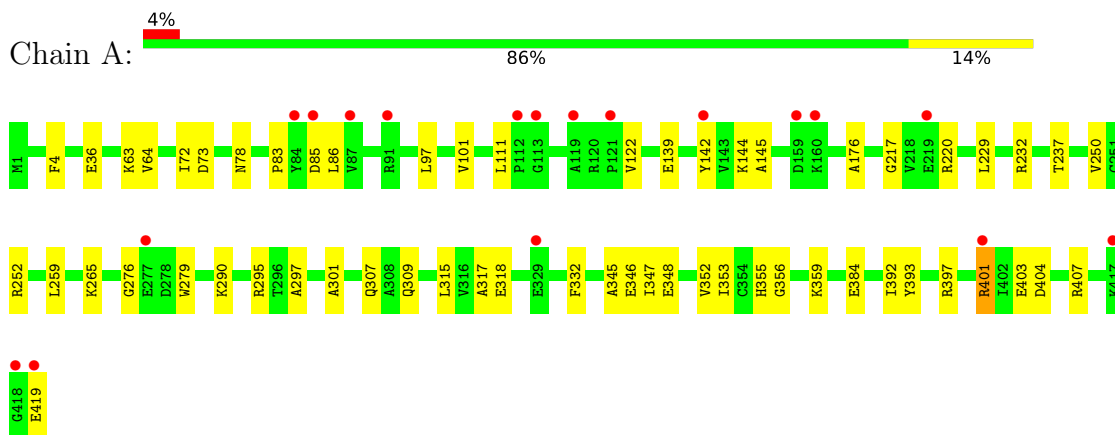 4%
Chain A:
86% 14%
M1 F4 E36 K63 V64 I72 D73 N78 P83 Y84 D85 L86 V87 R91 L97 V101 L111 P112 G113 A119 R120 P121 V122 E139 Y142 V143 K144 A145 D159 K160 A176 G217 V218 E219 R220 L229 R232 T237 V250
R252 L259 K265 G276 E277 D278 W279 K290 R295 T296 A297 A301 Q307 A308 Q309 L315 V316 A317 E318 E329 F332 A345 E346 I347 E348 V352 I353 C354 H355 G356 K359 E384 I392 Y393 R397 R401 I402 E403 D404 R407
G418 E419